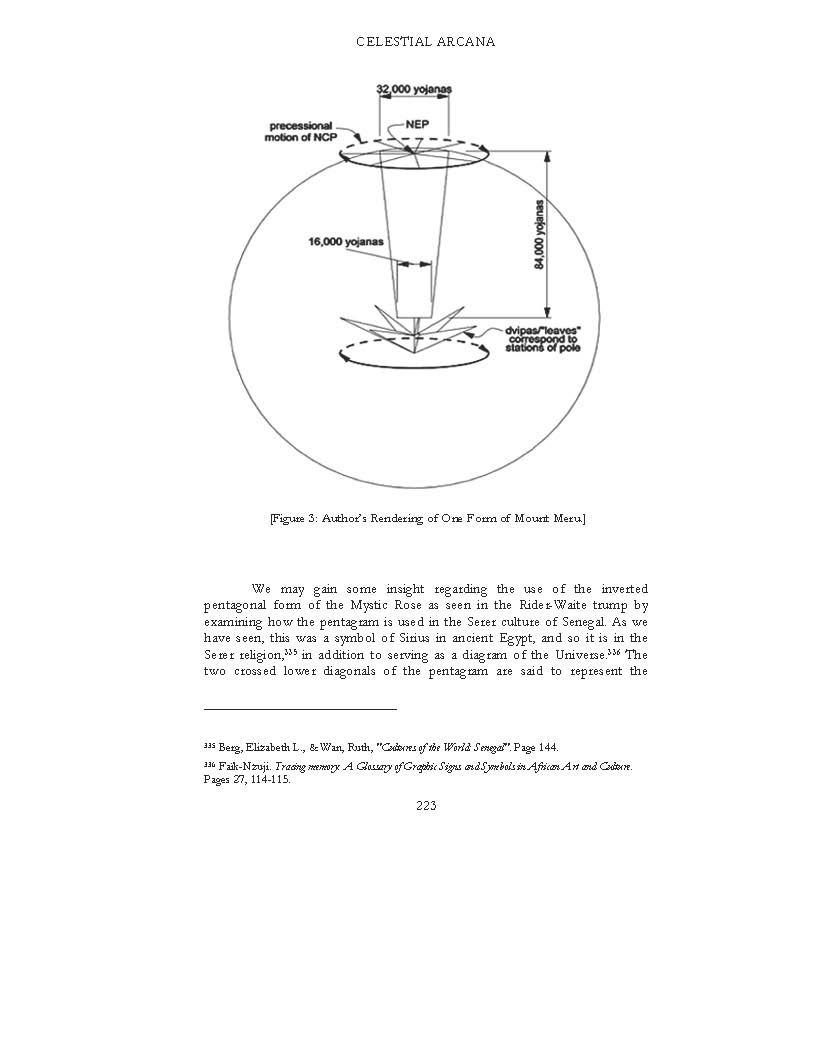 CELESTIAL ARCANA
32,000 yojanas
precessional
motion of NCP
NEP
16,000 yojanas
84,000 yojanas
dvipas/"leaves"
correspond to
stations of pole
[Figure 3: Author's Rendering of One Form of Mount Meru.]
We may gain some insight regarding the use of the inverted
pentagonal form of the Mystic Rose as seen in the Rider-Waite trump by
examining how the pentagram is used in the Serer culture of Senegal. As we
have seen, this was a symbol of Sirius in ancient Egypt, and so it is in the
Serer religion,³³⁵ in addition to serving as a diagram of the Universe.³³⁶ The
two crossed lower diagonals of the pentagram are said to represent the
³³⁵ Berg, Elizabeth L., & Wan, Ruth, "Cultures of the World: Senegal". Page 144.
³³⁶ Faïk-Nzuji. Tracing memory: A Glossary of Graphic Signs and Symbols in African Art and Culture.
Pages 27, 114-115.
223